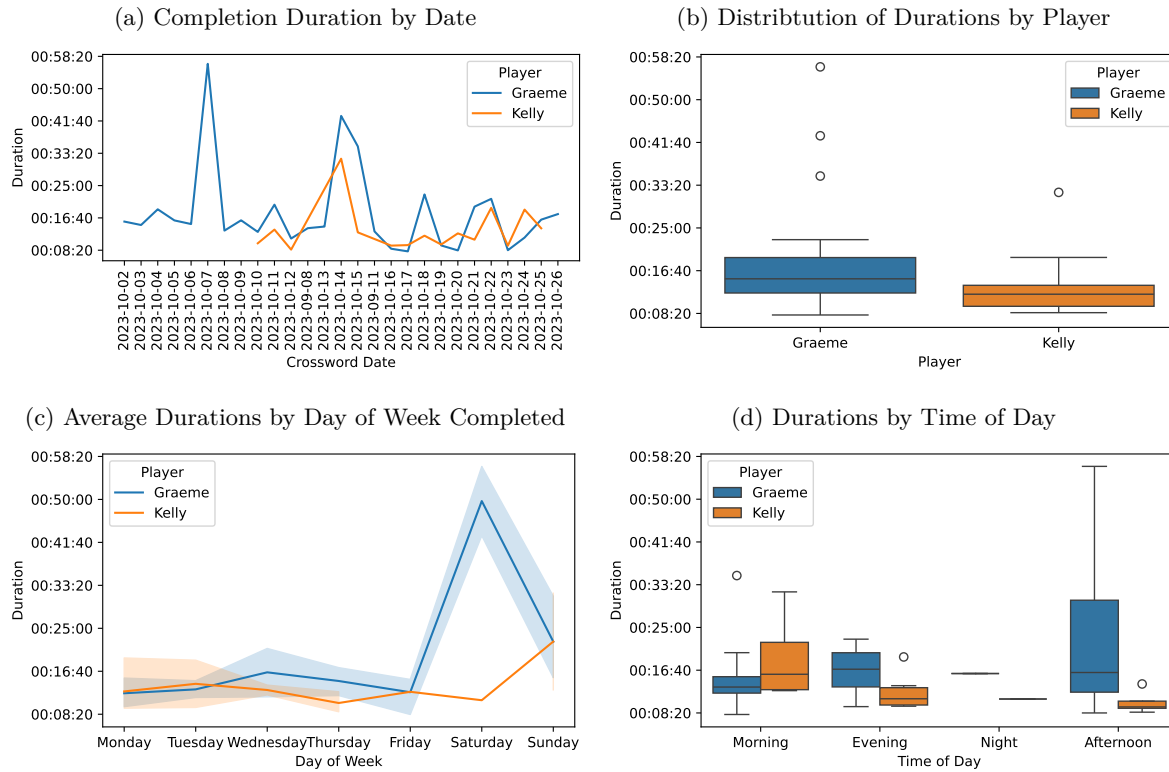 (a) Completion Duration by Date
00:58:20
00:50:00
00:41:40
00:33:20
00:25:00
00:16:40
00:08:20
Duration
Player
Graeme
Kelly
2023-10-02
2023-10-03
2023-10-04
2023-10-05
2023-10-06
2023-10-07
2023-10-08
2023-10-09
2023-10-10
2023-10-11
2023-10-12
2023-09-08
2023-10-13
2023-10-14
2023-10-15
2023-09-11
2023-10-16
2023-10-17
2023-10-18
2023-10-19
2023-10-20
2023-10-21
2023-10-22
2023-10-23
2023-10-24
2023-10-25
2023-10-26
Crossword Date
(b) Distribtution of Durations by Player
00:58:20
00:50:00
00:41:40
00:33:20
00:25:00
00:16:40
00:08:20
Duration
Player
Graeme
Kelly
Graeme
Kelly
Player
(c) Average Durations by Day of Week Completed
00:58:20
00:50:00
00:41:40
00:33:20
00:25:00
00:16:40
00:08:20
Duration
Player
Graeme
Kelly
Monday
Tuesday
Wednesday
Thursday
Friday
Saturday
Sunday
Day of Week
(d) Durations by Time of Day
00:58:20
00:50:00
00:41:40
00:33:20
00:25:00
00:16:40
00:08:20
Duration
Player
Graeme
Kelly
Morning
Evening
Night
Afternoon
Time of Day